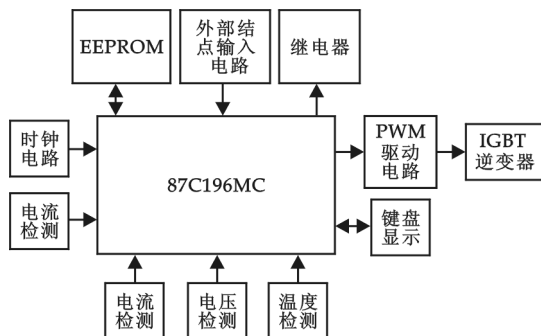 EEPROM
外部结
点输入
电路
继电器
时钟
电路
87C196MC
PWM
驱动
电路
IGBT
逆变器
电流
检测
键盘
显示
电流
检测
电压
检测
温度
检测